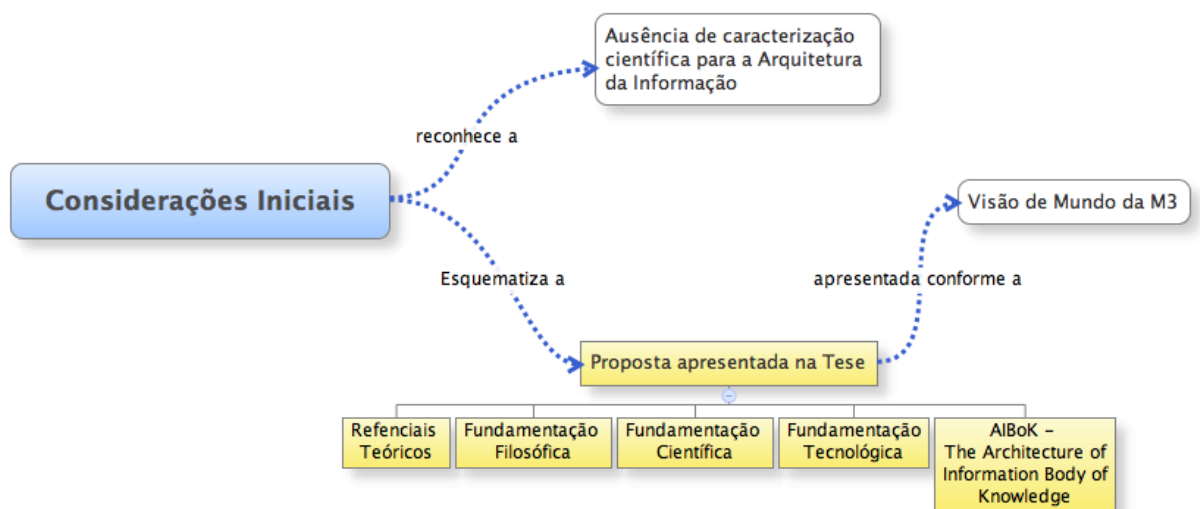 Ausência de caracterização
científica para a Arquitetura
da Informação
reconhece a
Considerações Iniciais
Visão de Mundo da M3
Esquematiza a
apresentada conforme a
Proposta apresentada na Tese
Refenciais
Teóricos
Fundamentação
Filosófica
Fundamentação
Científica
Fundamentação
Tecnológica
AIBoK –
The Architecture of
Information Body of
Knowledge